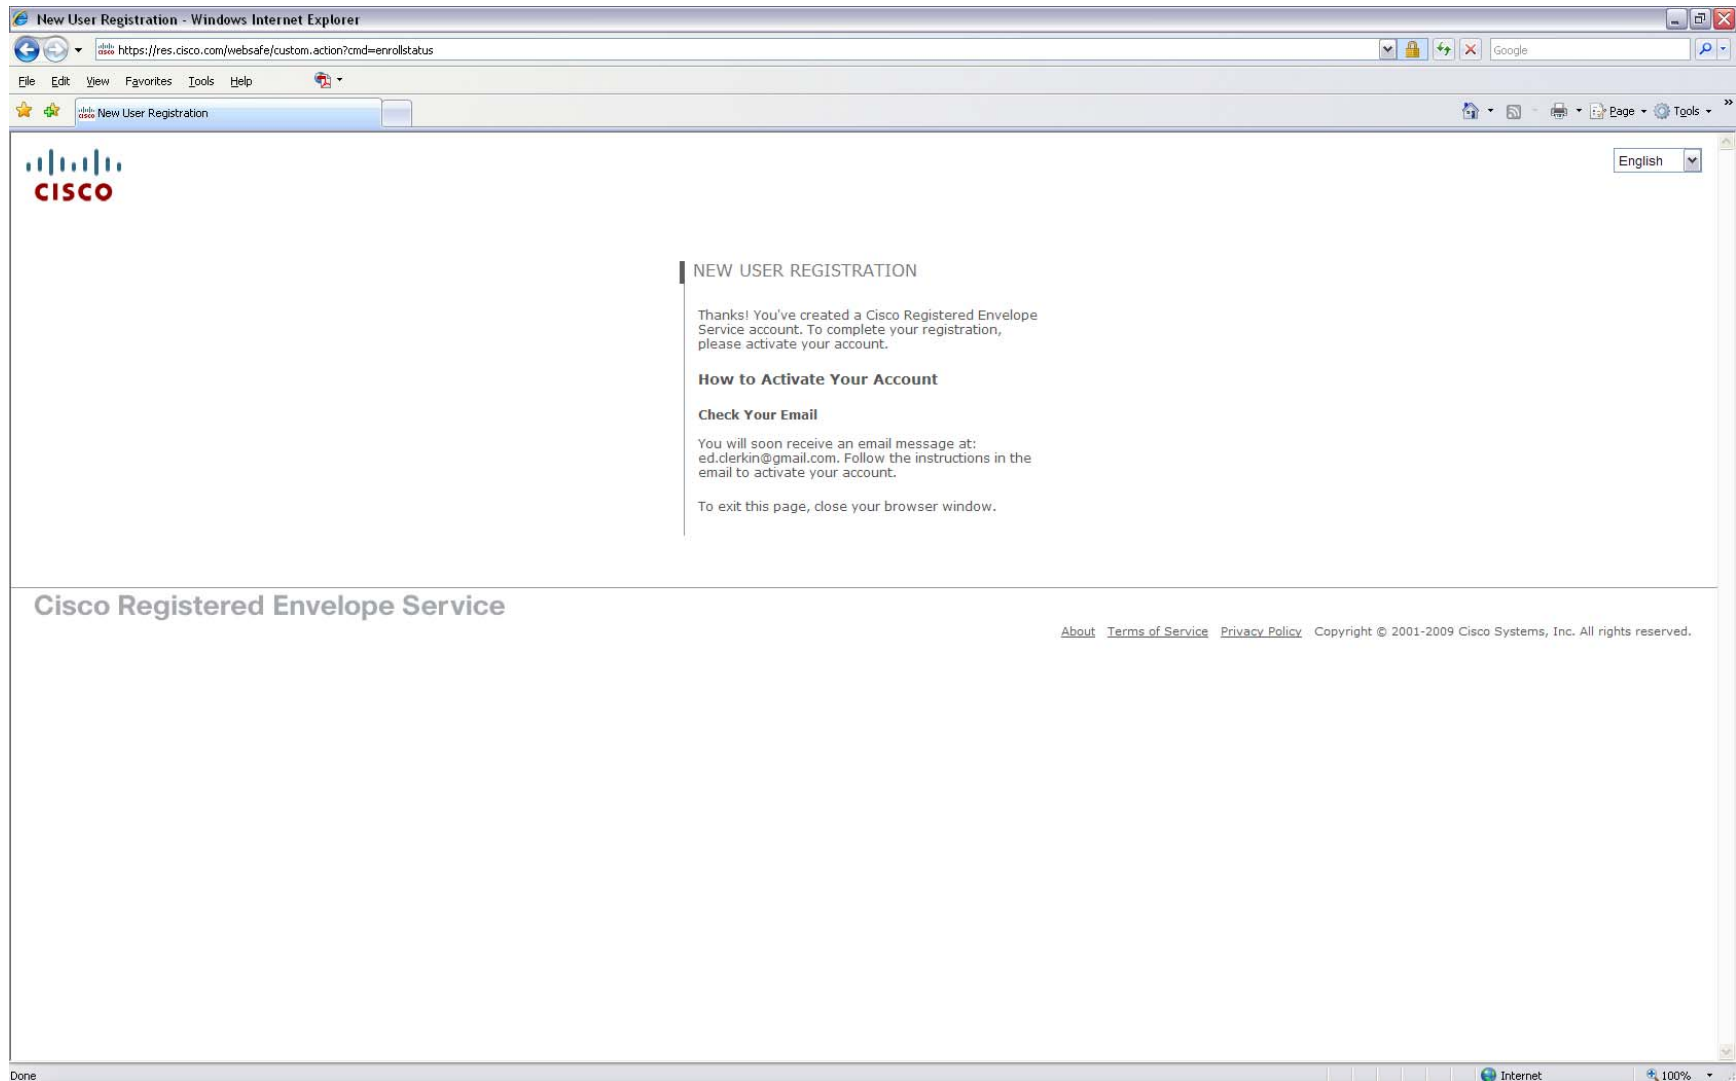 New User Registration - Windows Internet Explorer
https://res.cisco.com/websafe/custom.action?cmd=enrollstatus
Google
File Edit View Favorites Tools Help
New User Registration
Page Tools »
CISCO
English
NEW USER REGISTRATION
Thanks! You've created a Cisco Registered Envelope
Service account. To complete your registration,
please activate your account.
How to Activate Your Account
Check Your Email
You will soon receive an email message at:
ed.clerkin@gmail.com. Follow the instructions in the
email to activate your account.
To exit this page, close your browser window.
Cisco Registered Envelope Service
About Terms of Service Privacy Policy Copyright © 2001-2009 Cisco Systems, Inc. All rights reserved.
Done
Internet
100%